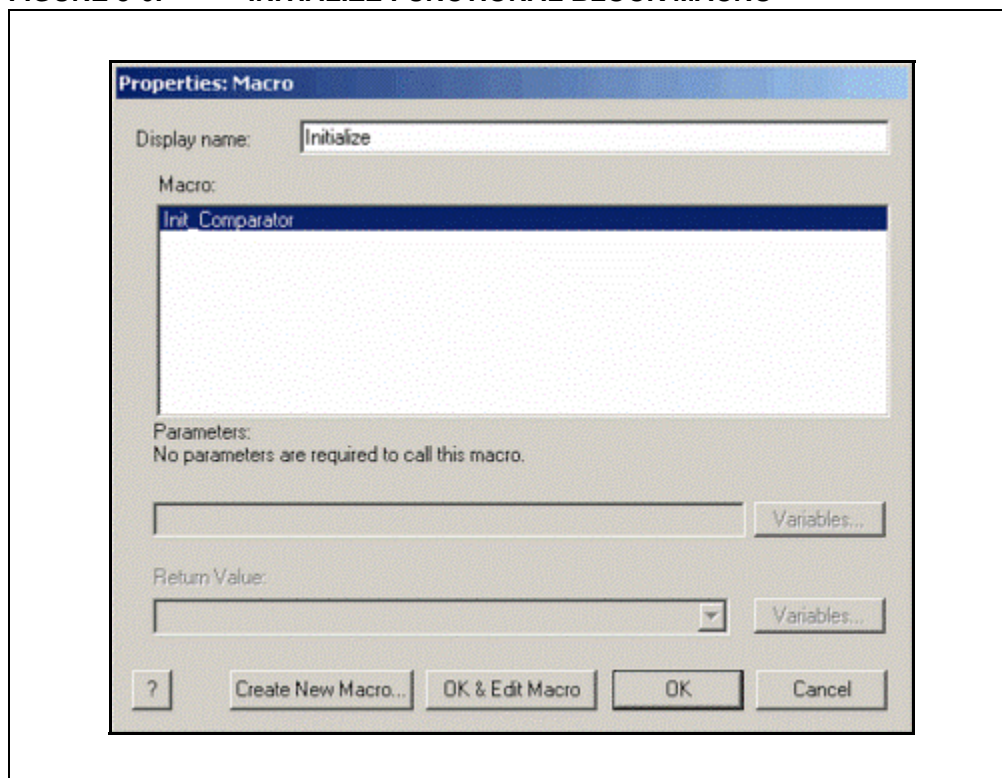 Properties: Macro
Display name: Initialize
Macro:
Init_Comparator
Parameters:
No parameters are required to call this macro.
Variables...
Return Value:
Variables...
? Create New Macro... OK & Edit Macro OK Cancel